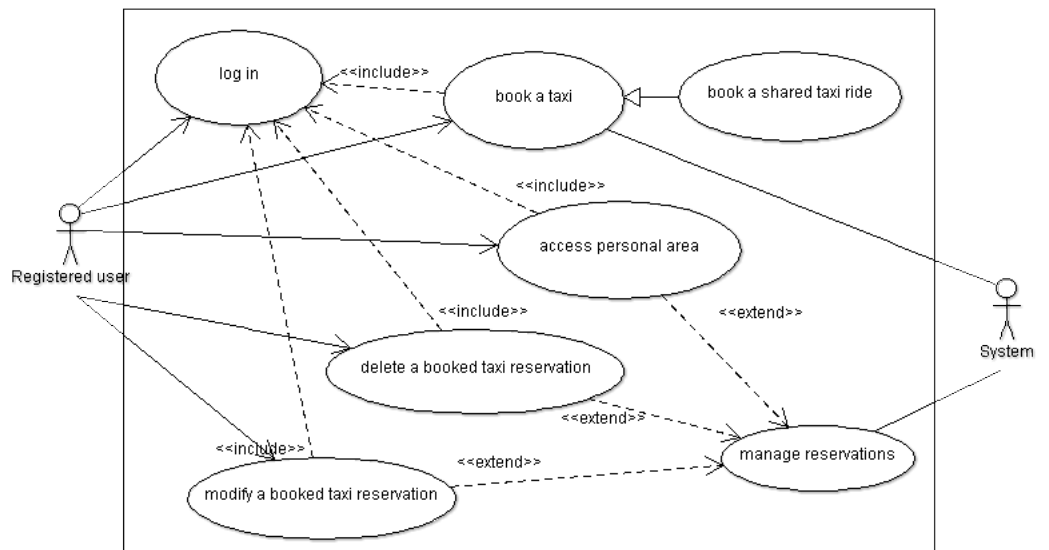 log in
<<include>>
book a taxi
book a shared taxi ride
<<include>>
access personal area
Registered user
<<include>>
<<extend>>
System
delete a booked taxi reservation
<<extend>>
<<include>>
<<extend>>
manage reservations
modify a booked taxi reservation